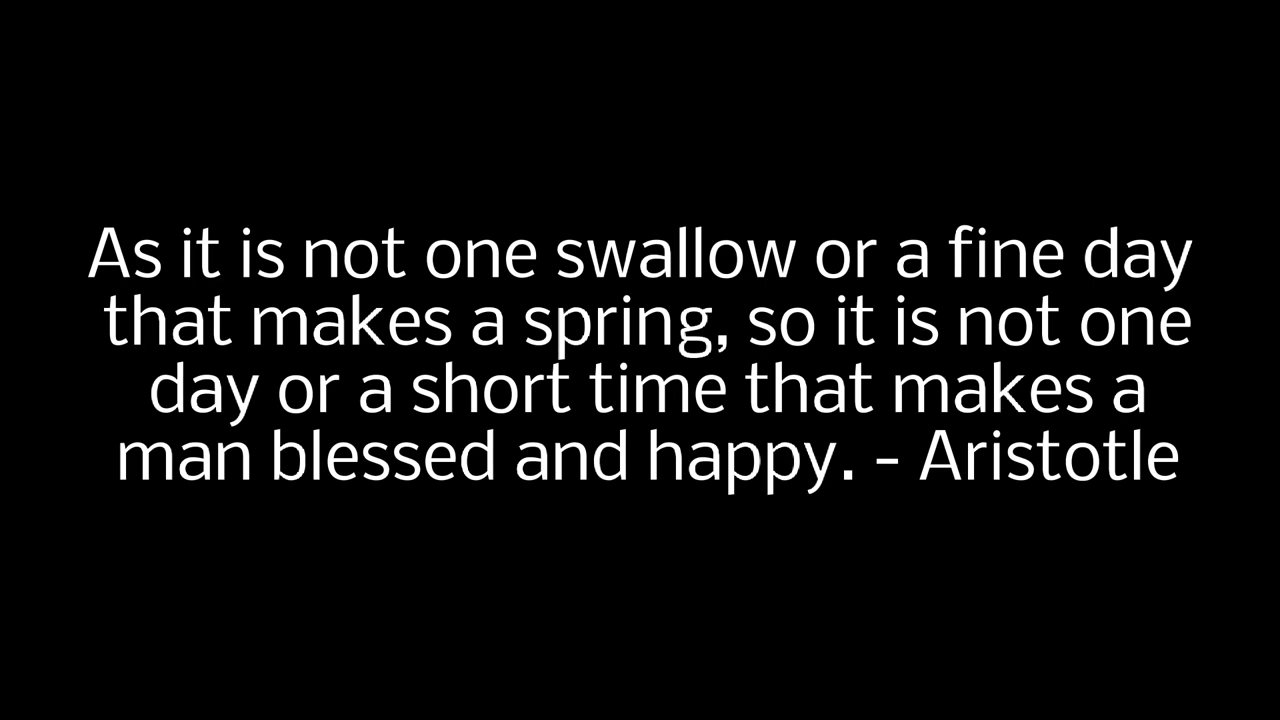 As it is not one swallow or a fine day
that makes a spring, so it is not one
day or a short time that makes a
man blessed and happy. - Aristotle